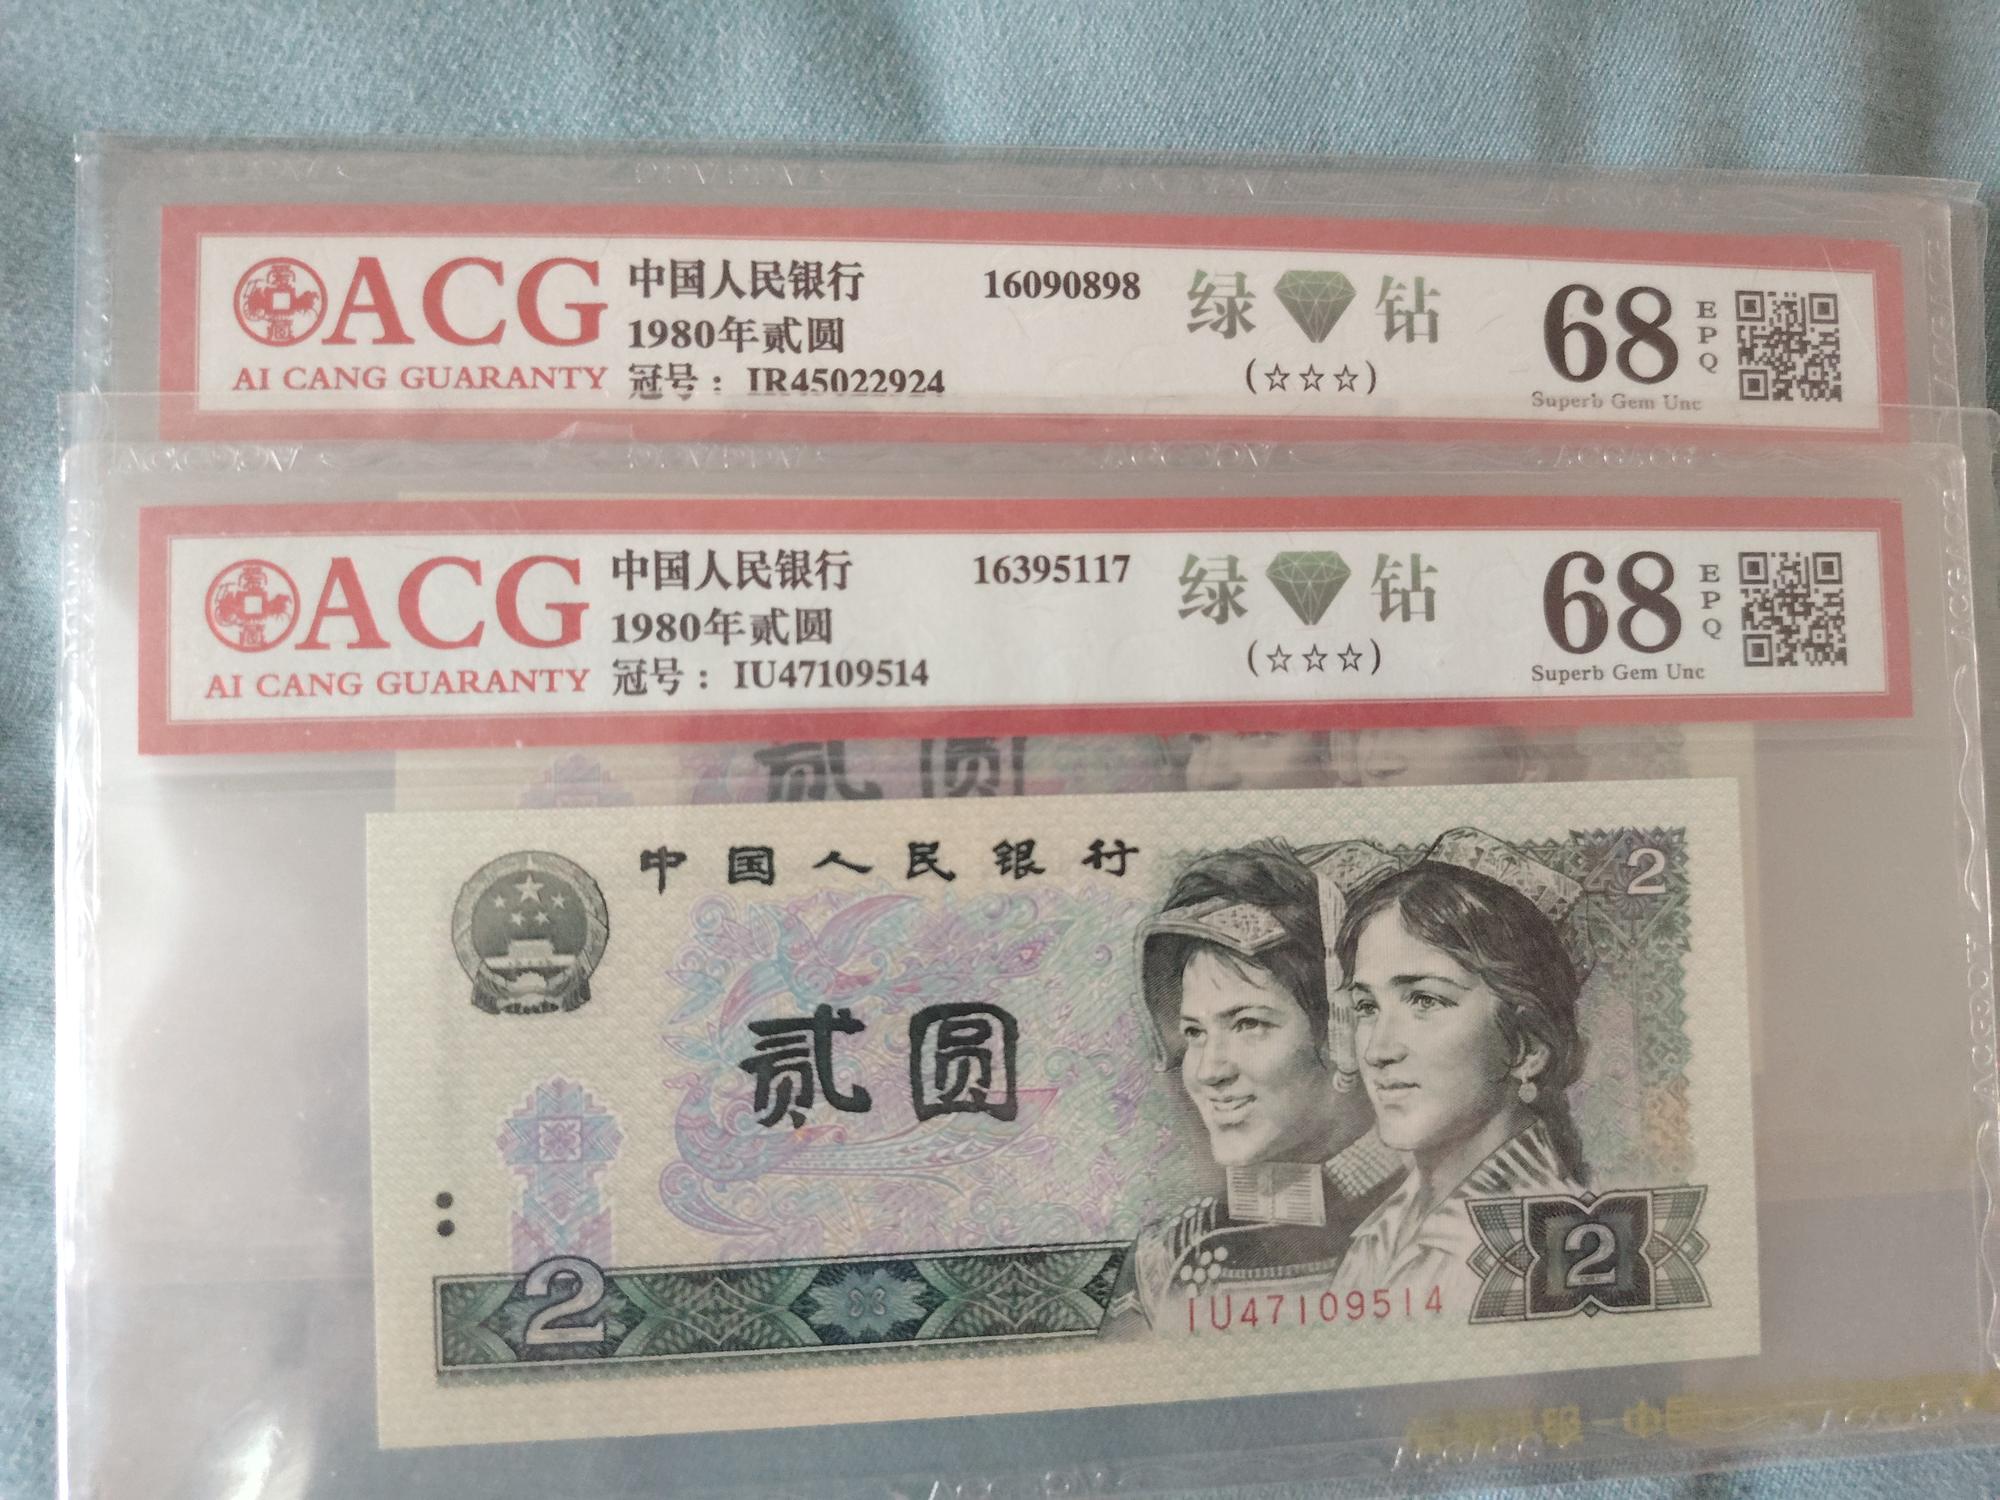 ACG
AI CANG GUARANTY
中国人民银行
1980年贰圆
冠号：IR45022924
16090898
绿 钻
(☆☆☆)
68
EPQ
Superb Gem Unc
ACG
AI CANG GUARANTY
中国人民银行
1980年贰圆
冠号：IU47109514
16395117
绿 钻
(☆☆☆)
68
EPQ
Superb Gem Unc
贰圆
中国人民银行
2
贰圆
2
2
IU47109514